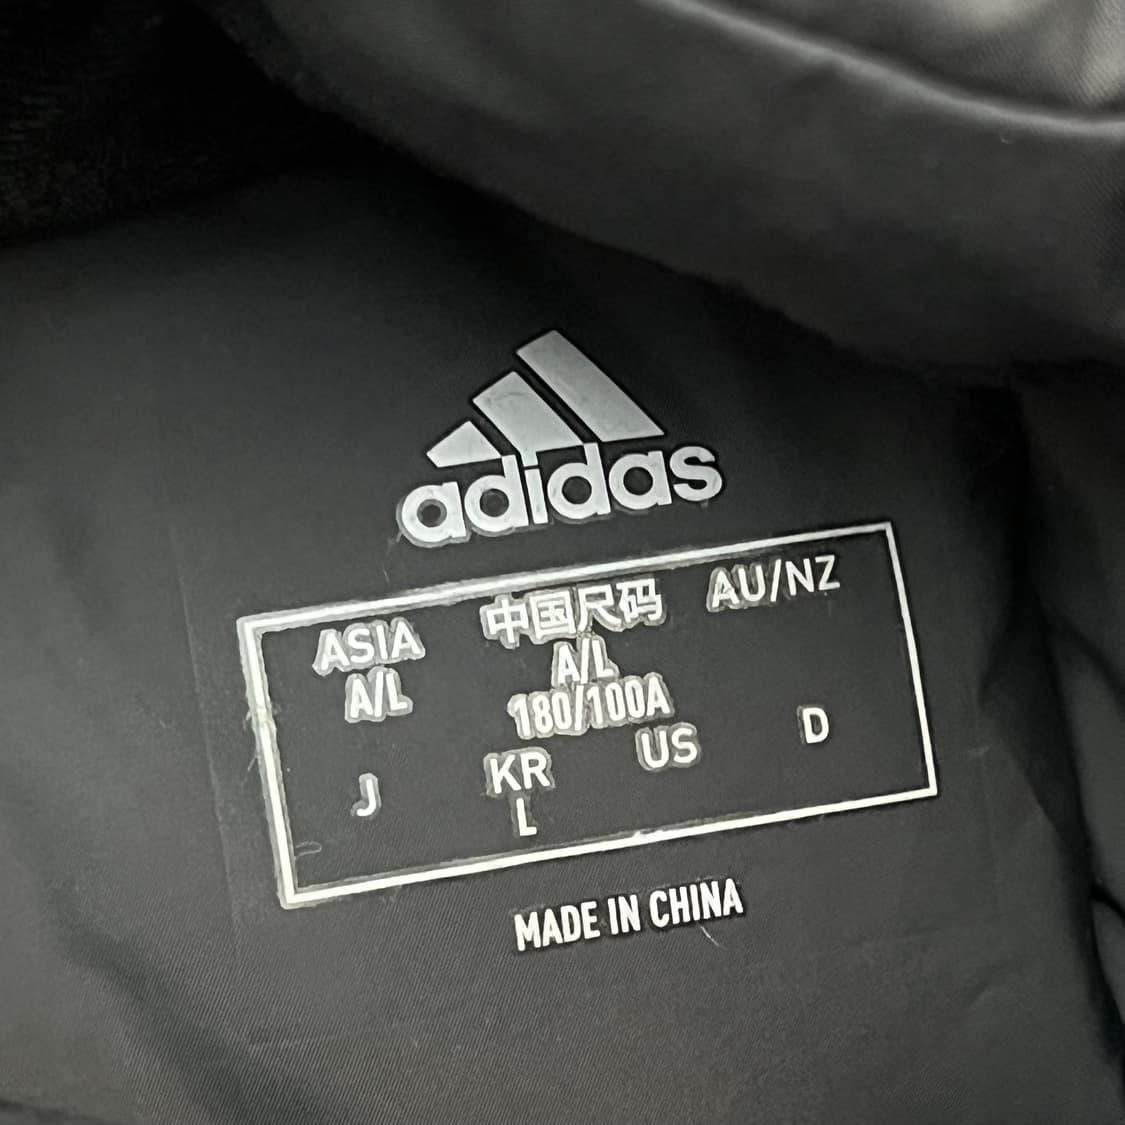 adidas
ASIA 中国尺码 AU/NZ
A/L A/L
180/100A
J KR US D
L
MADE IN CHINA